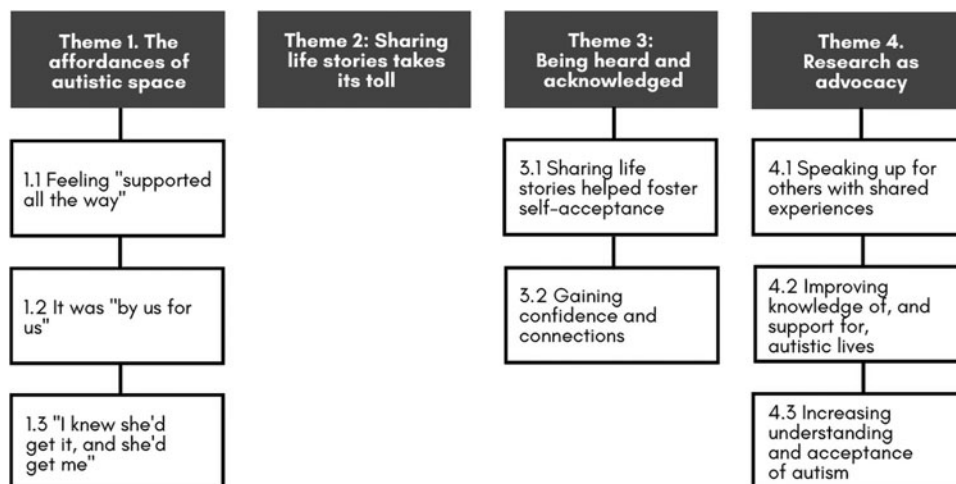 Theme 1. The
affordances of
autistic space
1.1 Feeling "supported
all the way"
1.2 It was "by us for
us"
1.3 "I knew she'd
get it, and she'd
get me"
Theme 2: Sharing
life stories takes
its toll
Theme 3:
Being heard and
acknowledged
3.1 Sharing life
stories helped foster
self-acceptance
3.2 Gaining
confidence and
connections
Theme 4.
Research as
advocacy
4.1 Speaking up for
others with shared
experiences
4.2 Improving
knowledge of, and
support for,
autistic lives
4.3 Increasing
understanding
and acceptance
of autism